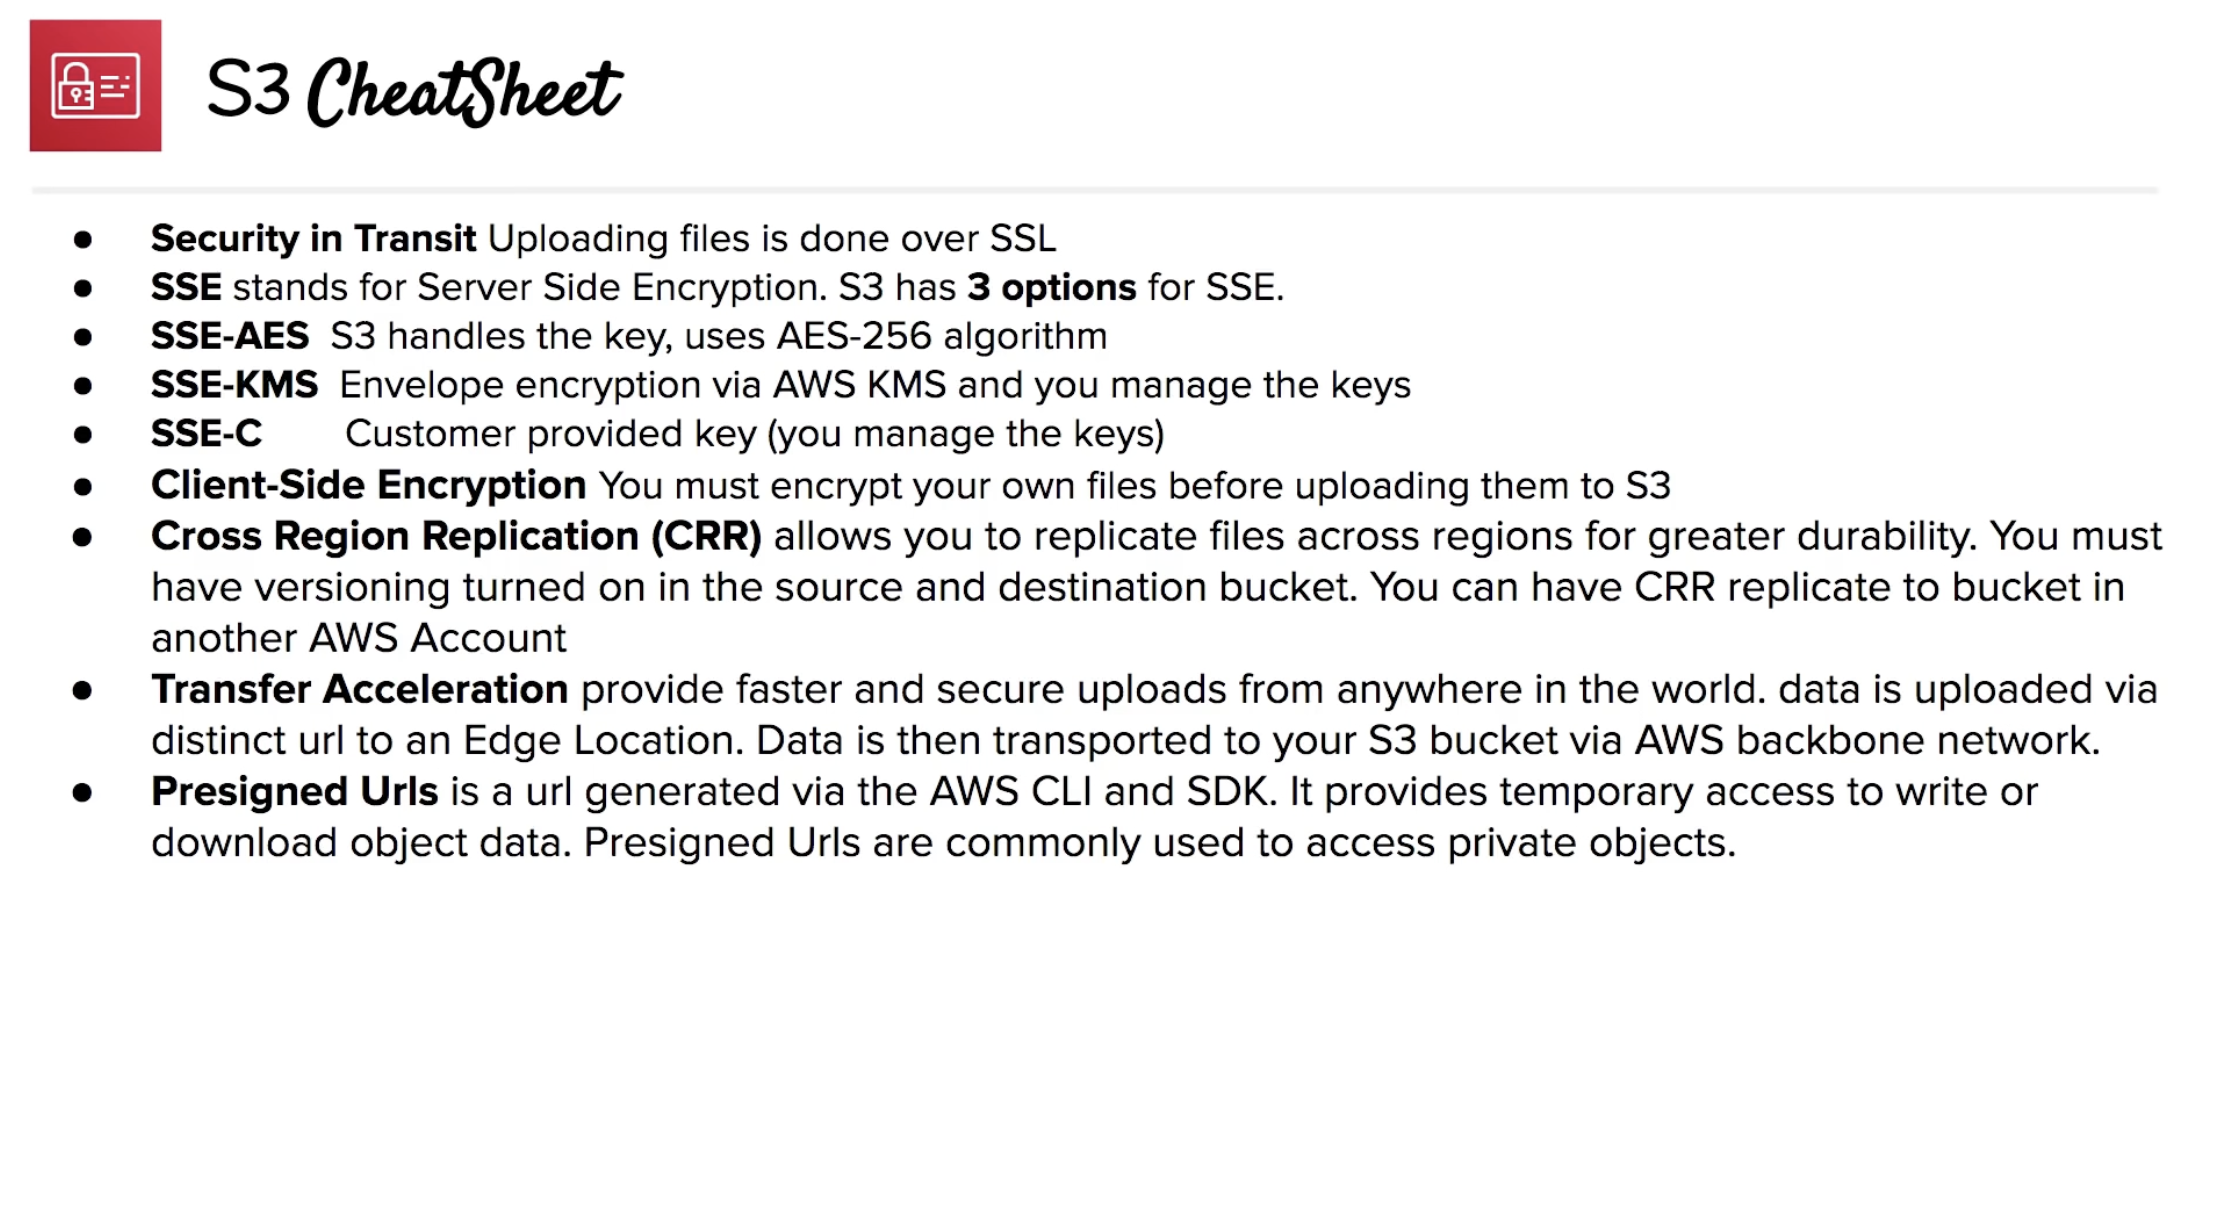 S3 CheatSheet
● Security in Transit Uploading files is done over SSL
● SSE stands for Server Side Encryption. S3 has 3 options for SSE.
● SSE-AES S3 handles the key, uses AES-256 algorithm
● SSE-KMS Envelope encryption via AWS KMS and you manage the keys
● SSE-C Customer provided key (you manage the keys)
● Client-Side Encryption You must encrypt your own files before uploading them to S3
● Cross Region Replication (CRR) allows you to replicate files across regions for greater durability. You must
have versioning turned on in the source and destination bucket. You can have CRR replicate to bucket in
another AWS Account
● Transfer Acceleration provide faster and secure uploads from anywhere in the world. data is uploaded via
distinct url to an Edge Location. Data is then transported to your S3 bucket via AWS backbone network.
● Presigned Urls is a url generated via the AWS CLI and SDK. It provides temporary access to write or
download object data. Presigned Urls are commonly used to access private objects.